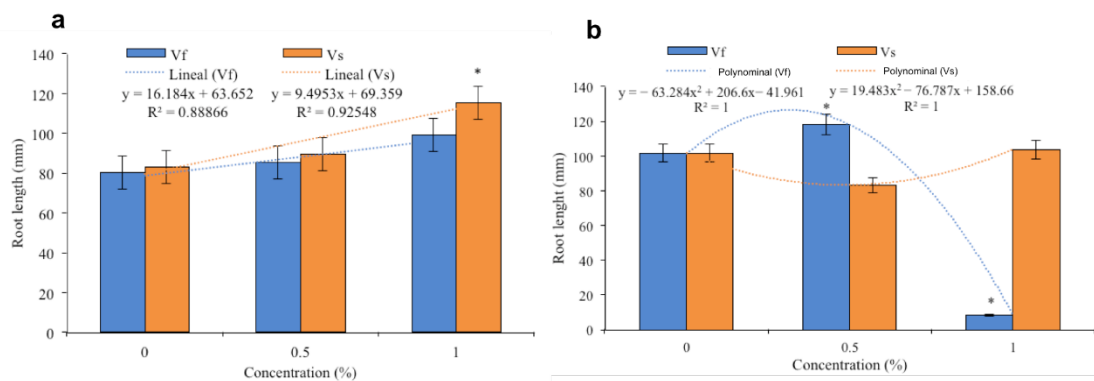 a
140
120
100
80
60
40
20
0
Root length (mm)
Vf
Vs
Lineal (Vf)
Lineal (Vs)
y = 16.184x + 63.652
R² = 0.88866
y = 9.4953x + 69.359
R² = 0.92548
*
0
0.5
1
Concentration (%)
b
140
120
100
80
60
40
20
0
Root lenght (mm)
Vf
Vs
Polynominal (Vf)
Polynominal (Vs)
y = − 63.284x² + 206.6x− 41.961
R² = 1
y = 19.483x² − 76.787x + 158.66
R² = 1
*
*
0
0.5
1
Concentration (%)